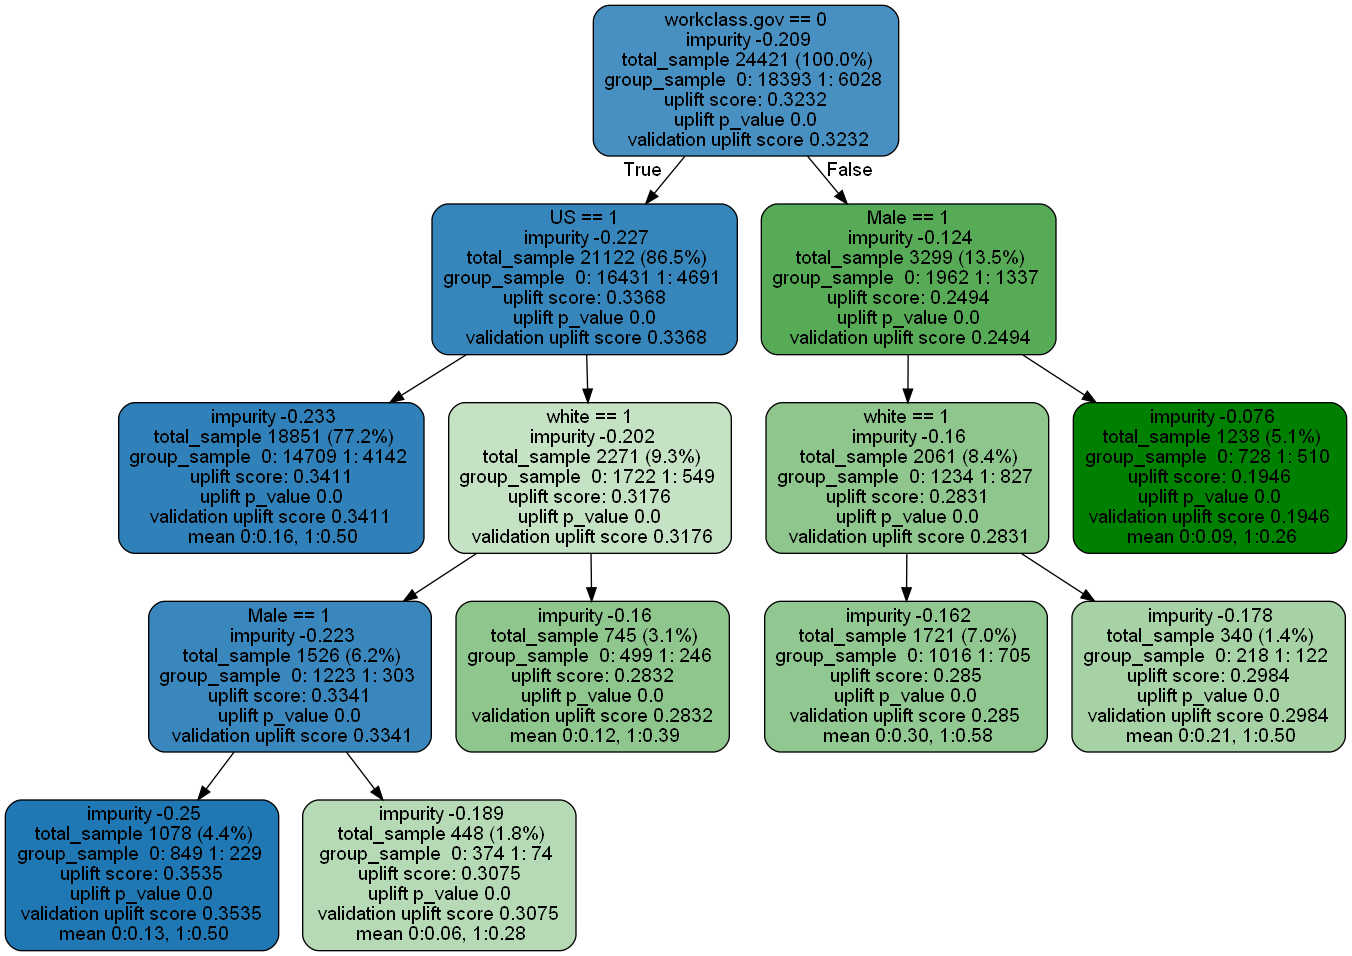 workclass.gov == 0
impurity -0.209
total_sample 24421 (100.0%)
group_sample  0: 18393 1: 6028
uplift score: 0.3232
uplift p_value 0.0
validation uplift score 0.3232
True
False
US == 1
impurity -0.227
total_sample 21122 (86.5%)
group_sample  0: 16431 1: 4691
uplift score: 0.3368
uplift p_value 0.0
validation uplift score 0.3368
Male == 1
impurity -0.124
total_sample 3299 (13.5%)
group_sample  0: 1962 1: 1337
uplift score: 0.2494
uplift p_value 0.0
validation uplift score 0.2494
impurity -0.233
total_sample 18851 (77.2%)
group_sample  0: 14709 1: 4142
uplift score: 0.3411
uplift p_value 0.0
validation uplift score 0.3411
mean 0:0.16, 1:0.50
white == 1
impurity -0.202
total_sample 2271 (9.3%)
group_sample  0: 1722 1: 549
uplift score: 0.3176
uplift p_value 0.0
validation uplift score 0.3176
white == 1
impurity -0.16
total_sample 2061 (8.4%)
group_sample  0: 1234 1: 827
uplift score: 0.2831
uplift p_value 0.0
validation uplift score 0.2831
impurity -0.076
total_sample 1238 (5.1%)
group_sample  0: 728 1: 510
uplift score: 0.1946
uplift p_value 0.0
validation uplift score 0.1946
mean 0:0.09, 1:0.26
Male == 1
impurity -0.223
total_sample 1526 (6.2%)
group_sample  0: 1223 1: 303
uplift score: 0.3341
uplift p_value 0.0
validation uplift score 0.3341
impurity -0.16
total_sample 745 (3.1%)
group_sample  0: 499 1: 246
uplift score: 0.2832
uplift p_value 0.0
validation uplift score 0.2832
mean 0:0.12, 1:0.39
impurity -0.162
total_sample 1721 (7.0%)
group_sample  0: 1016 1: 705
uplift score: 0.285
uplift p_value 0.0
validation uplift score 0.285
mean 0:0.30, 1:0.58
impurity -0.178
total_sample 340 (1.4%)
group_sample  0: 218 1: 122
uplift score: 0.2984
uplift p_value 0.0
validation uplift score 0.2984
mean 0:0.21, 1:0.50
impurity -0.25
total_sample 1078 (4.4%)
group_sample  0: 849 1: 229
uplift score: 0.3535
uplift p_value 0.0
validation uplift score 0.3535
mean 0:0.13, 1:0.50
impurity -0.189
total_sample 448 (1.8%)
group_sample  0: 374 1: 74
uplift score: 0.3075
uplift p_value 0.0
validation uplift score 0.3075
mean 0:0.06, 1:0.28